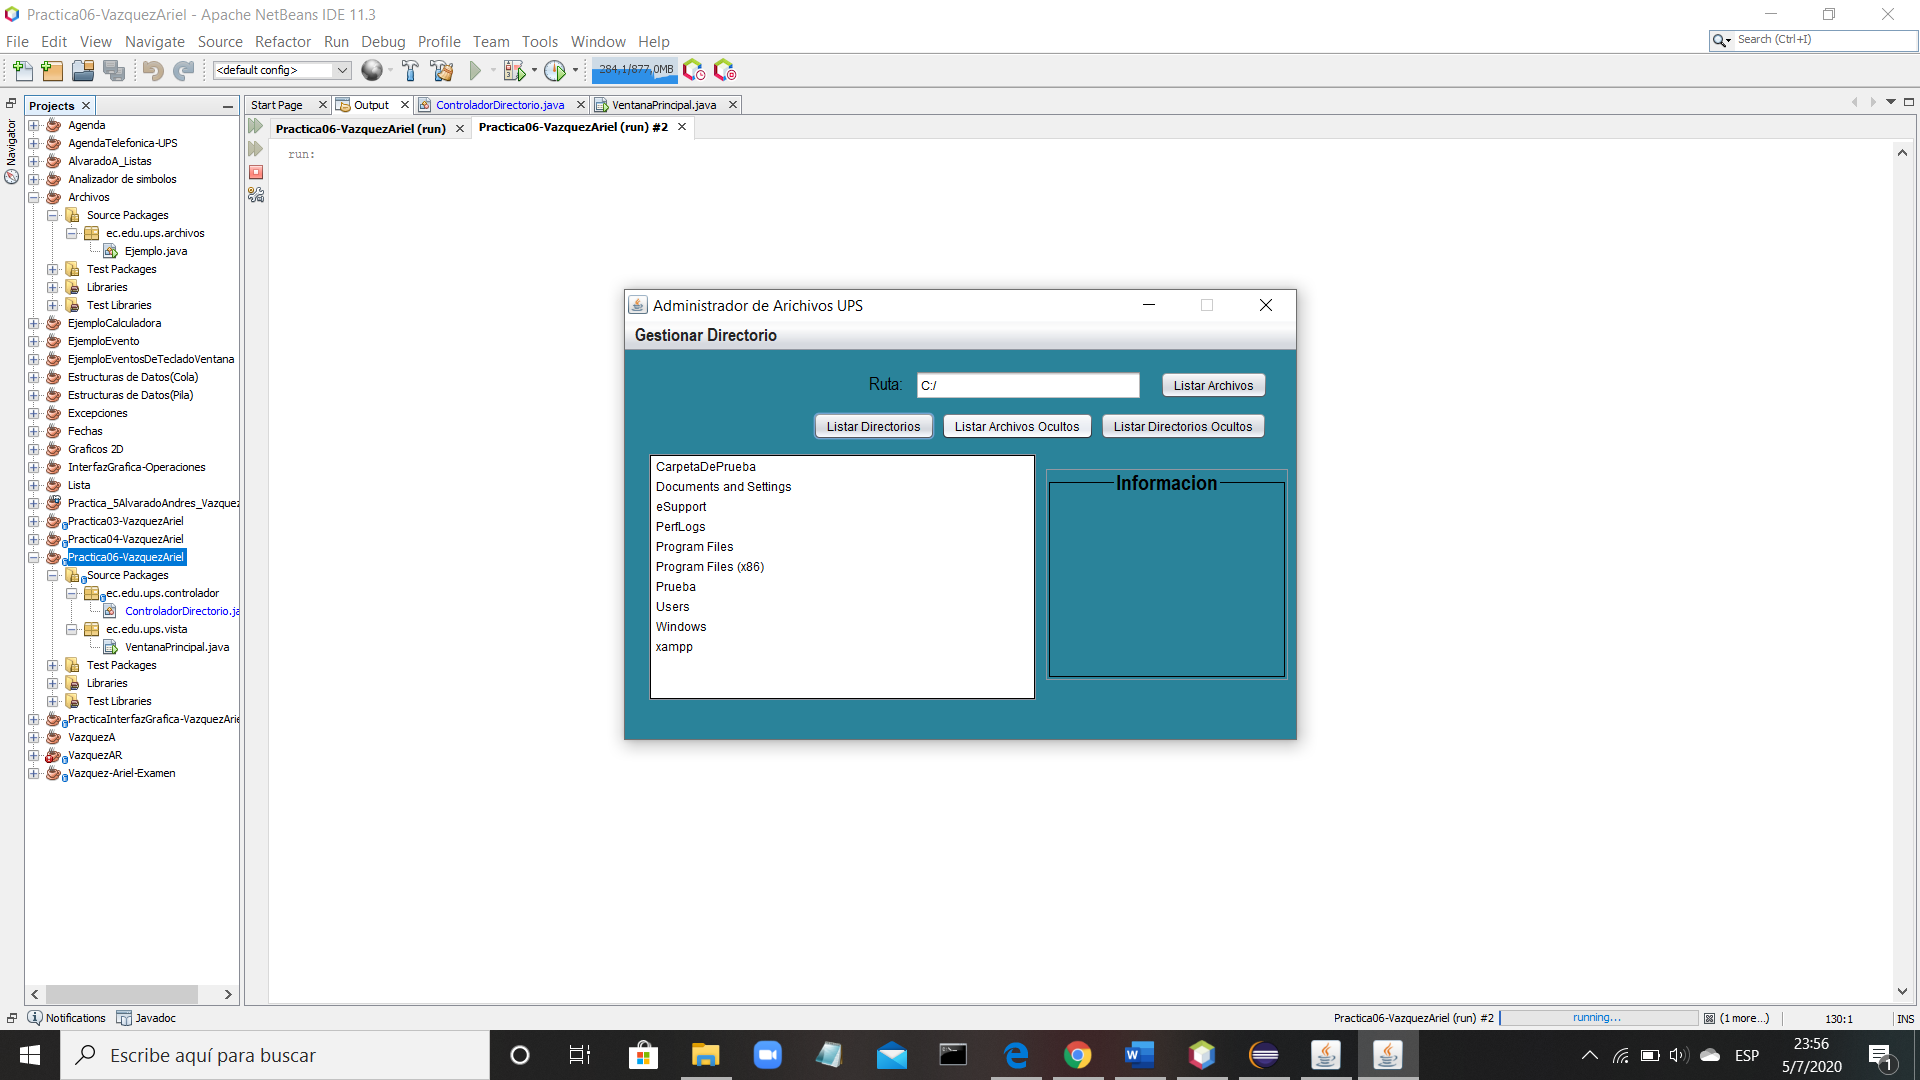 Practica06-VazquezAriel - Apache NetBeans IDE 11.3
File Edit View Navigate Source Refactor Run Debug Profile Team Tools Window Help
Search (Ctrl+I)
<default config>
284,1/877,0MB
Projects
Start Page
Output
ControladorDirectorio.java
VentanaPrincipal.java
Navigator
Practica06-VazquezAriel (run)
Practica06-VazquezAriel (run) #2
run:
Agenda
AgendaTelefonica-UPS
AlvaradoA_Listas
Analizador de simbolos
Archivos
Source Packages
ec.edu.ups.archivos
Ejemplo.java
Test Packages
Libraries
Test Libraries
EjemploCalculadora
EjemploEvento
EjemploEventosDeTecladoVentana
Estructuras de Datos(Cola)
Estructuras de Datos(Pila)
Excepciones
Fechas
Graficos 2D
InterfazGrafica-Operaciones
Lista
Practica_5AlvaradoAndres_Vazquez
Practica03-VazquezAriel
Practica04-VazquezAriel
Practica06-VazquezAriel
Source Packages
ec.edu.ups.controlador
ControladorDirectorio.ja
ec.edu.ups.vista
VentanaPrincipal.java
Test Packages
Libraries
Test Libraries
PracticaInterfazGrafica-VazquezArie
VazquezA
VazquezAR
Vazquez-Ariel-Examen
Administrador de Arichivos UPS
Gestionar Directorio
Ruta: C:/ Listar Archivos
Listar Directorios Listar Archivos Ocultos Listar Directorios Ocultos
CarpetaDePrueba
Documents and Settings
eSupport
PerfLogs
Program Files
Program Files (x86)
Prueba
Users
Windows
xampp
Informacion
Notifications Javadoc
Practica06-VazquezAriel (run) #2 running... (1 more...) 130:1 INS
Escribe aquí para buscar
ESP
23:56
5/7/2020
1